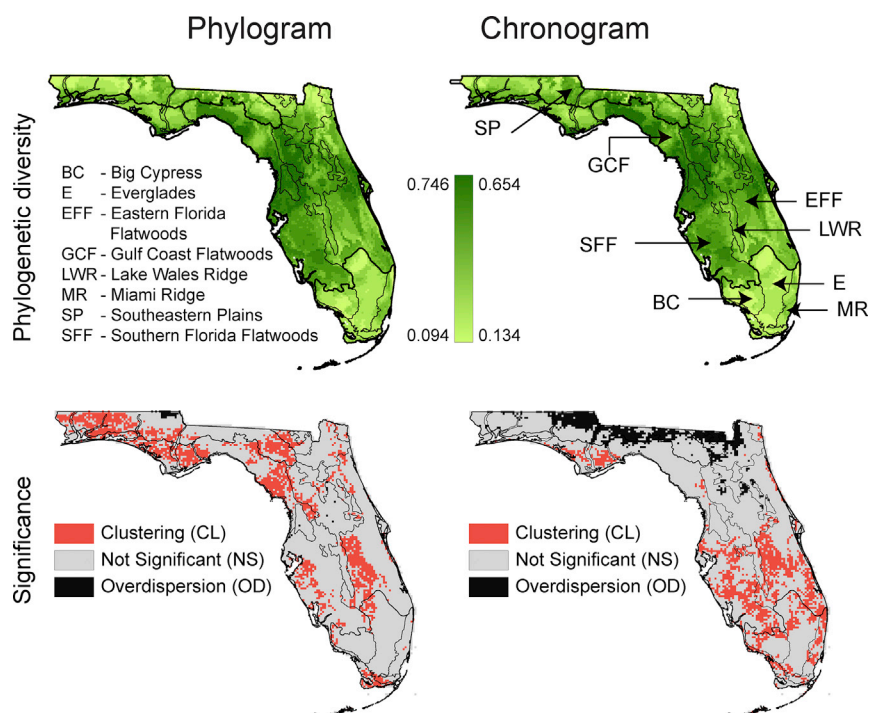 Phylogram
Chronogram
Phylogenetic diversity
BC - Big Cypress
E - Everglades
EFF - Eastern Florida
Flatwoods
GCF - Gulf Coast Flatwoods
LWR - Lake Wales Ridge
MR - Miami Ridge
SP - Southeastern Plains
SFF - Southern Florida Flatwoods
0.746
0.654
0.094
0.134
SP
GCF
EFF
LWR
SFF
E
BC
MR
Significance
Clustering (CL)
Not Significant (NS)
Overdispersion (OD)
Clustering (CL)
Not Significant (NS)
Overdispersion (OD)